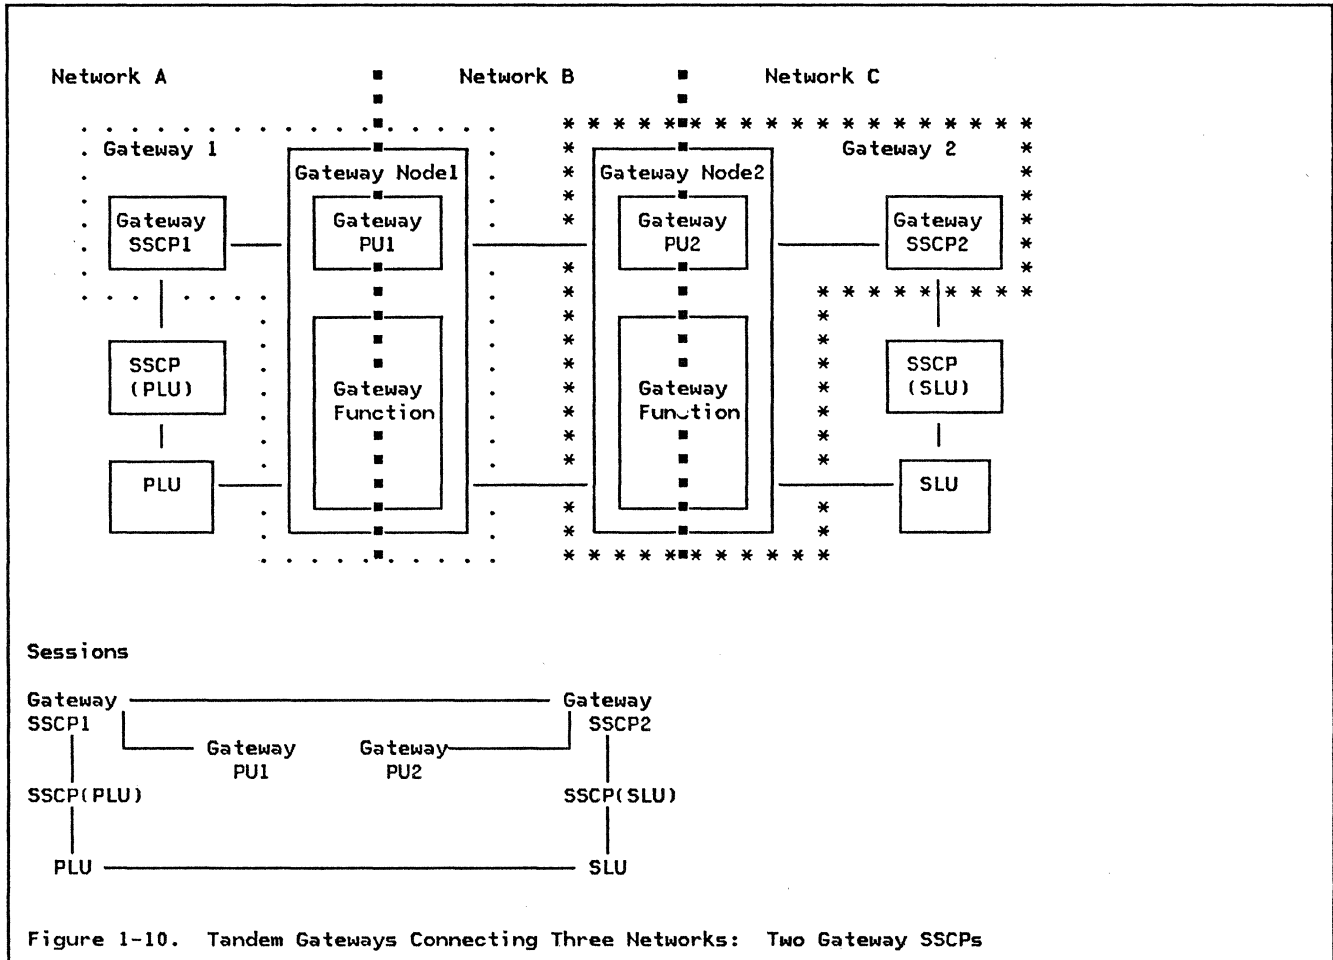 Network A Network B Network C
Gateway 1 Gateway 2
Gateway Node1 Gateway Node2
Gateway Gateway Gateway Gateway
SSCP1 PU1 PU2 SSCP2
SSCP SSCP
(PLU) (SLU)
Gateway Gateway
Function Function
PLU SLU
Sessions
Gateway Gateway
SSCP1 SSCP2
Gateway Gateway
PU1 PU2
SSCP(PLU) SSCP(SLU)
PLU SLU
Figure 1-10. Tandem Gateways Connecting Three Networks: Two Gateway SSCPs